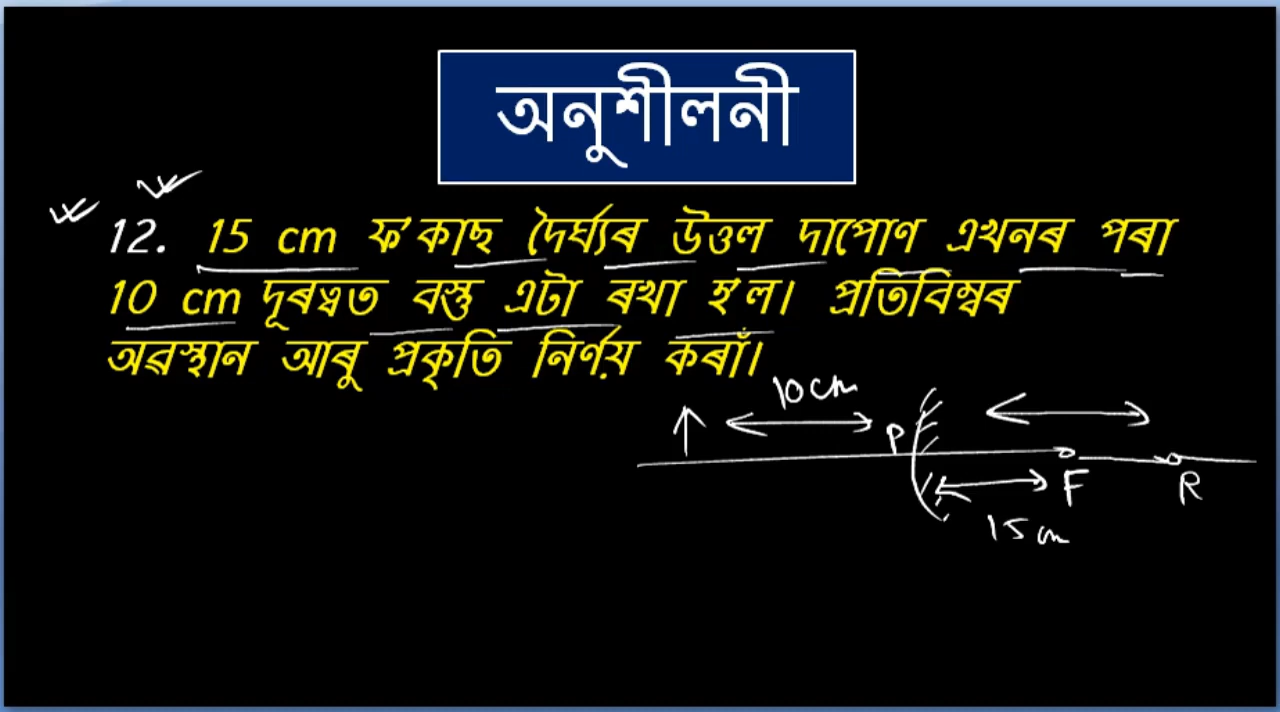 অনুশীলনী
12. 15 cm ফ'কাছ দৈৰ্ঘ্যৰ উত্তল দাপোণ এখনৰ পৰা
10 cm দূৰত্বত বস্তু এটা ৰখা হ'ল। প্ৰতিবিম্বৰ
অৱস্থান আৰু প্ৰকৃতি নিৰ্ণয় কৰাঁ।
10cm
P
F
R
15cm